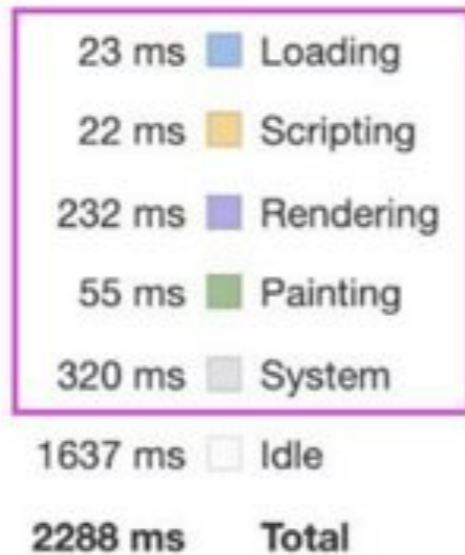 23 ms Loading
22 ms Scripting
232 ms Rendering
55 ms Painting
320 ms System
1637 ms Idle
2288 ms Total